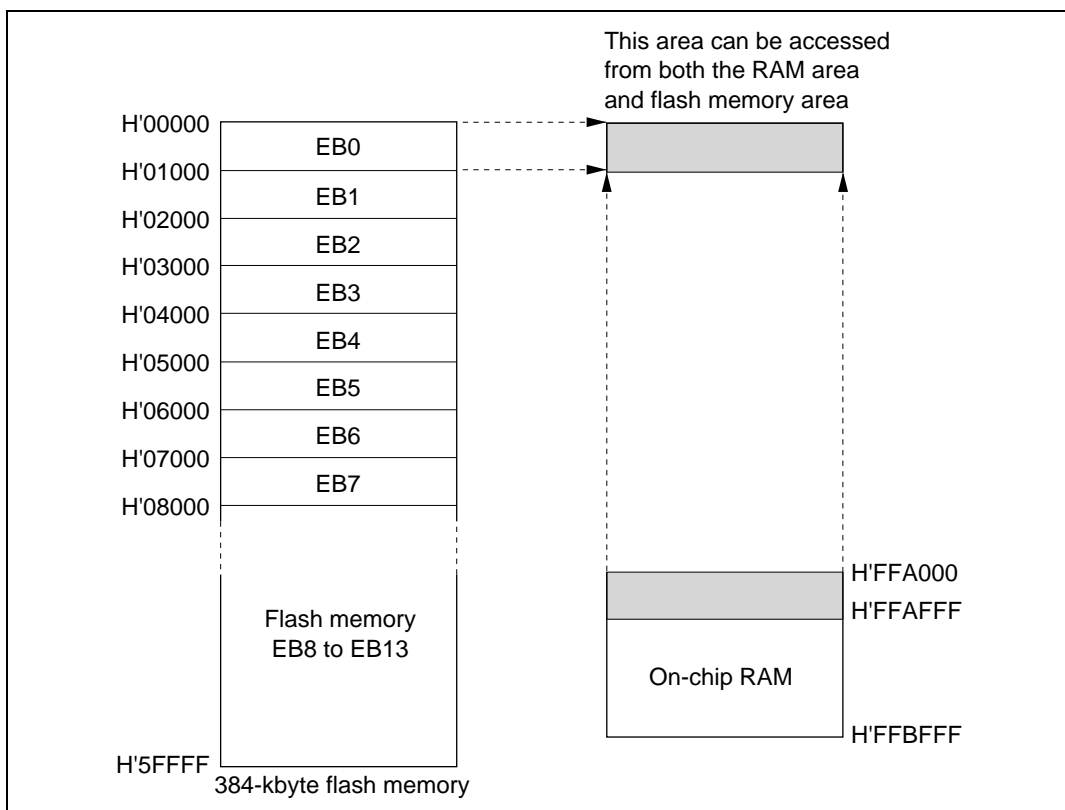 This area can be accessed
from both the RAM area
and flash memory area
H'00000
EB0
H'01000
EB1
H'02000
EB2
H'03000
EB3
H'04000
EB4
H'05000
EB5
H'06000
EB6
H'07000
EB7
H'08000
Flash memory
EB8 to EB13
H'5FFFF
384-kbyte flash memory
H'FFA000
H'FFAFFF
On-chip RAM
H'FFBFFF